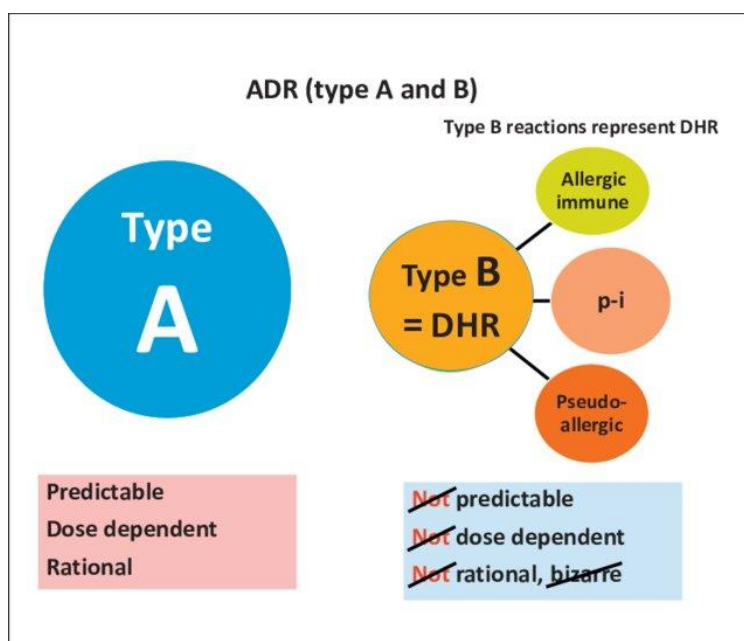 ADR (type A and B)
Type B reactions represent DHR
Type
A
Type B
= DHR
Allergic
immune
p-i
Pseudo-
allergic
Predictable
Dose dependent
Rational
Not predictable
Not dose dependent
Not rational, bizarre